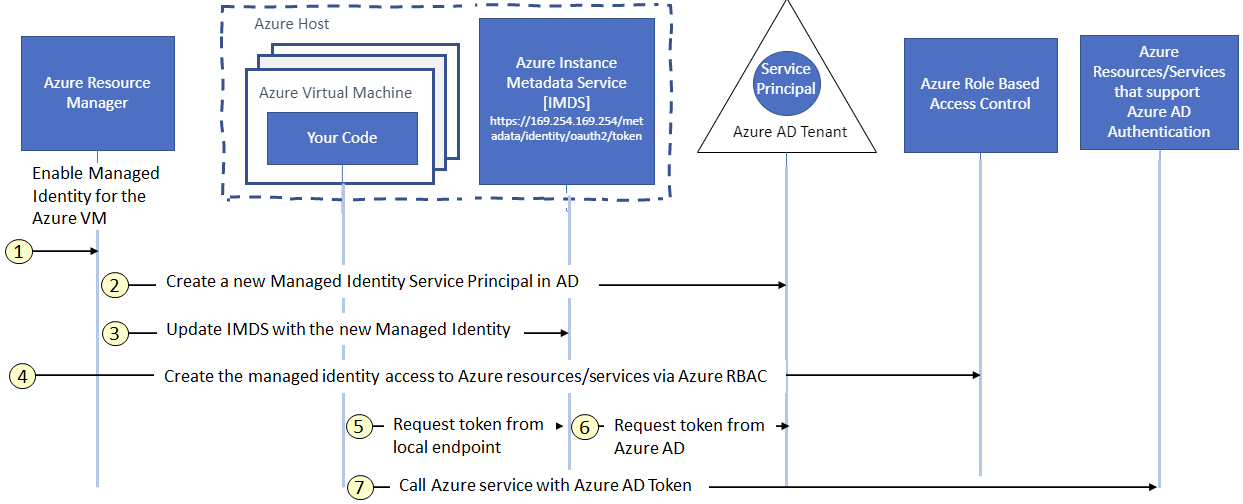 Azure Resource
Manager
Azure Host
Azure Virtual Machine
Your Code
Azure Instance
Metadata Service
[IMDS]
https://169.254.169.254/met
adata/identity/oauth2/token
Service
Principal
Azure AD Tenant
Azure Role Based
Access Control
Azure
Resources/Services
that support
Azure AD
Authentication
Enable Managed
Identity for the
Azure VM
1
2 Create a new Managed Identity Service Principal in AD
3 Update IMDS with the new Managed Identity
4 Create the managed identity access to Azure resources/services via Azure RBAC
5 Request token from
local endpoint
6 Request token from
Azure AD
7 Call Azure service with Azure AD Token